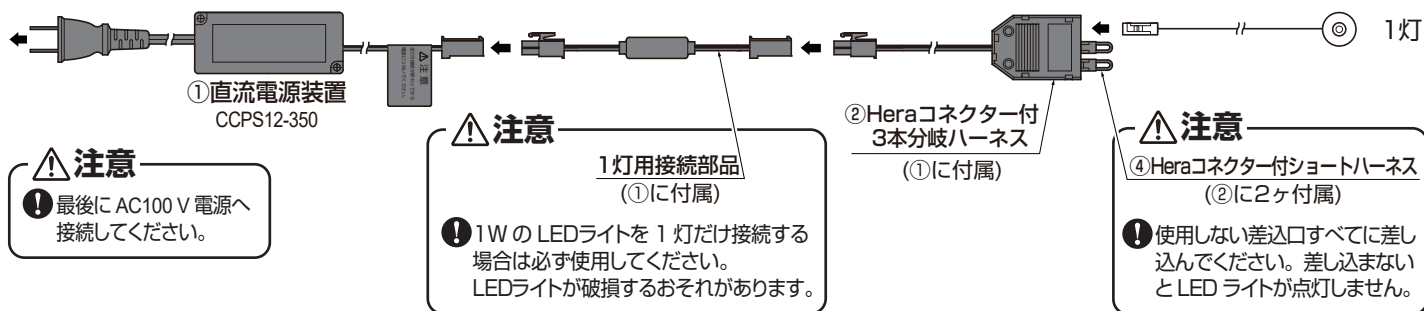 1灯
①直流電源装置
CCPS12-350
注意
最後に AC100 V 電源へ
接続してください。
注意
1灯用接続部品
(①に付属)
1W の LEDライトを 1 灯だけ接続する
場合は必ず使用してください。
LEDライトが破損するおそれがあります。
②Heraコネクター付
3本分岐ハーネス
(①に付属)
注意
④Heraコネクター付ショートハーネス
(②に2ヶ付属)
使用しない差込口すべてに差し
込んでください。差し込まない
と LED ライトが点灯しません。
注意